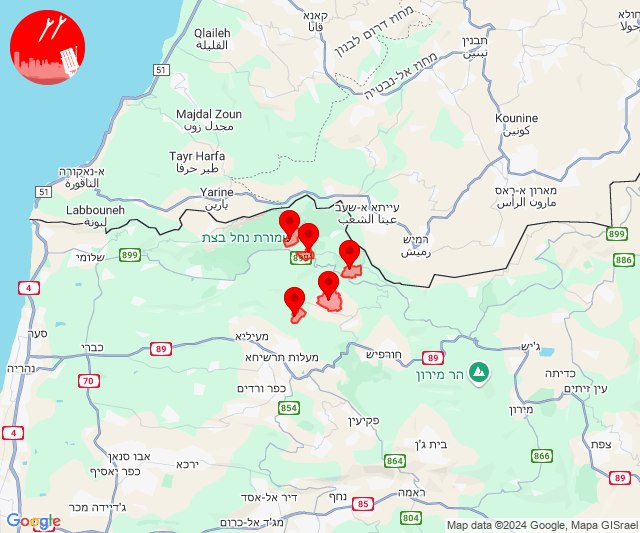 מחוז דרום לבנון
קאנא
قانا
תבנין
تبنين
Qlaileh
القليلة
מחוז אל-נבטיה
51
Majdal Zoun
مجدل زون
Kounine
كونين
Tayr Harfa
طير حرفا
א-נאקורה
الناقورة
51
Yarine
يارين
מארון א-ראס
مارون الراس
Labbouneh
لبونة
עייתא א-שעב
عيتا الشعب
רמיש
رميش
שמורת נחל בצת
899
899
899
886
שלומי
4
סער
כברי
נהריה
89
מעיליא
מעלות תרשיחא
חורפיש
89
ג'יש
הר מירון
כדיתה
עין זיתים
70
כפר ורדים
854
מירון
4
פקיעין
צפת
בית ג'ן
אבו סנאן
כפר יאסיף
ירכא
864
866
89
ג'דיידה מכר
דיר אל-אסד
נחף
ראמה
85
מג'ד אל-כרום
804
Google
Map data ©2024 Google, Mapa GISrael